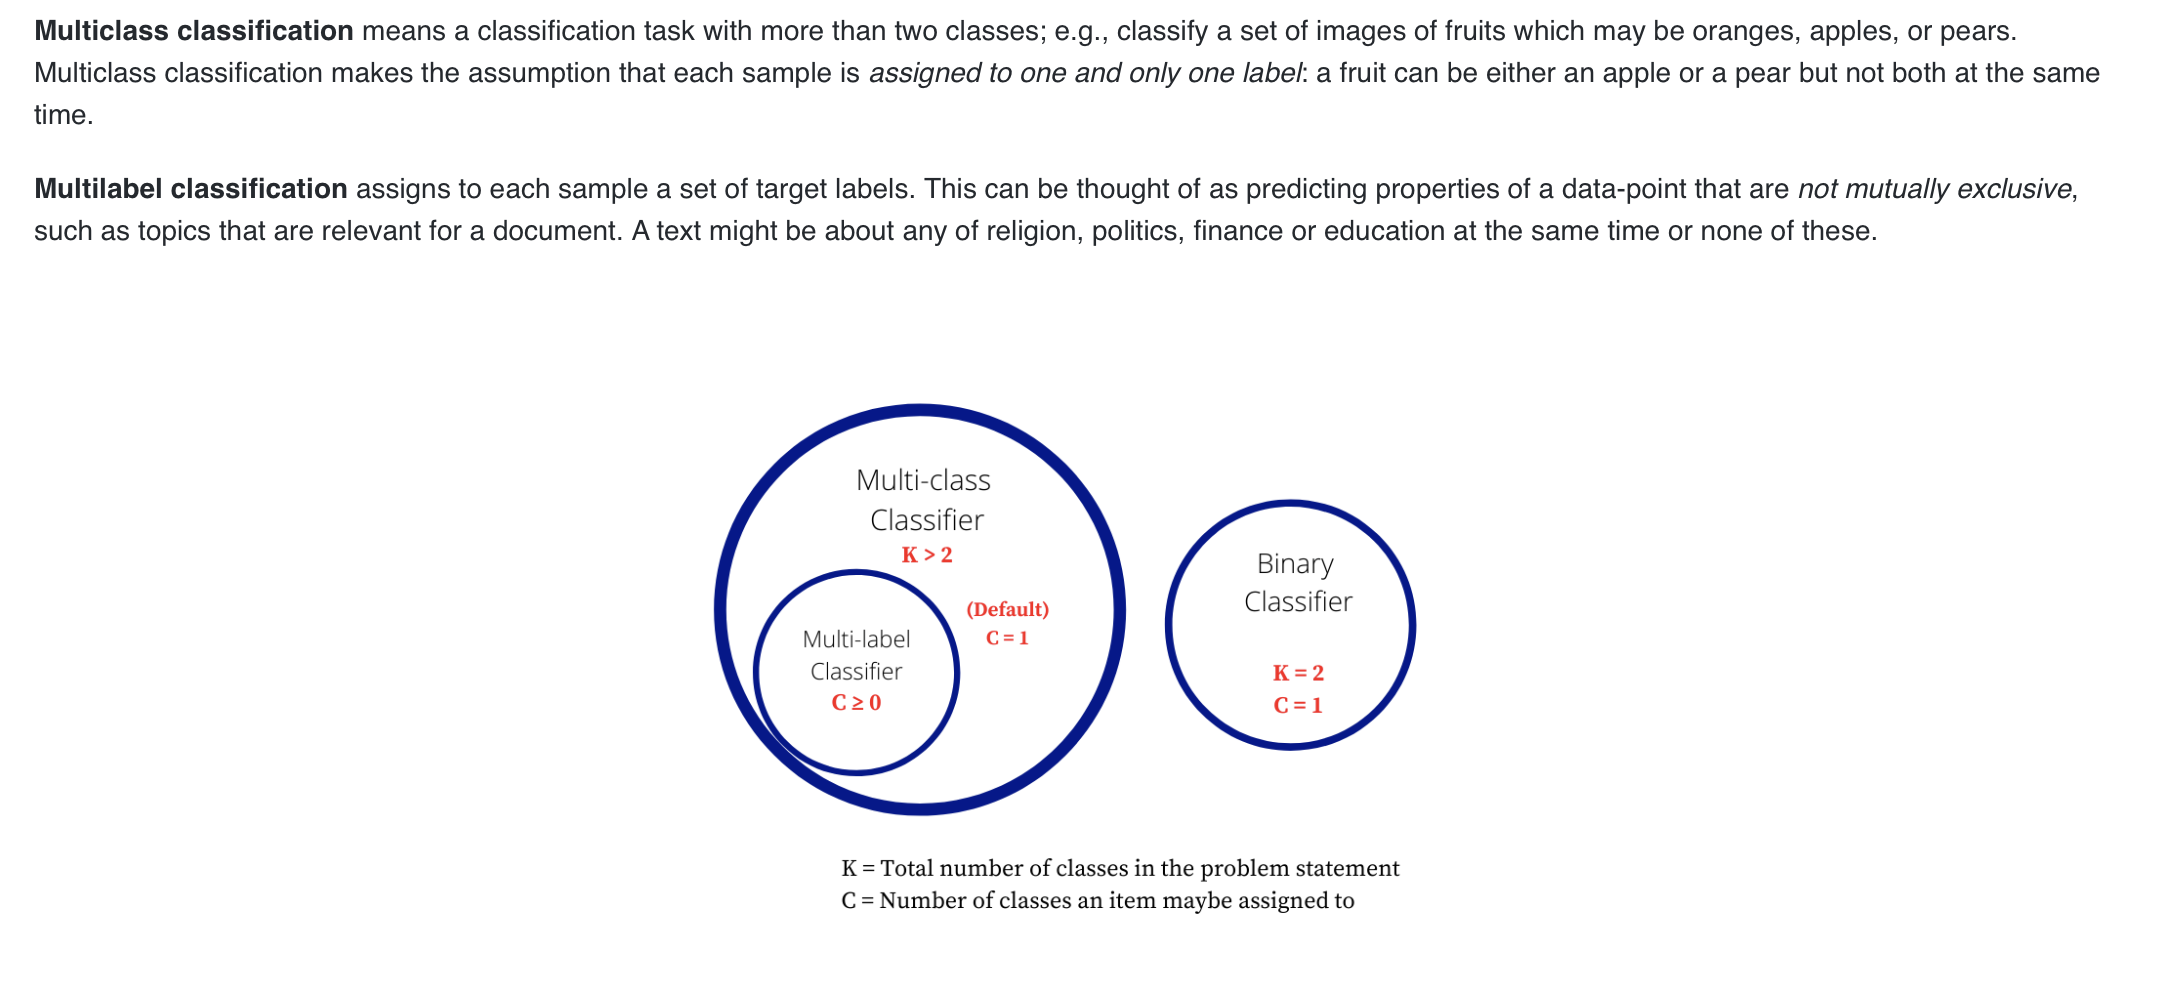 Multiclass classification means a classification task with more than two classes; e.g., classify a set of images of fruits which may be oranges, apples, or pears.
Multiclass classification makes the assumption that each sample is assigned to one and only one label: a fruit can be either an apple or a pear but not both at the same
time.
Multilabel classification assigns to each sample a set of target labels. This can be thought of as predicting properties of a data-point that are not mutually exclusive,
such as topics that are relevant for a document. A text might be about any of religion, politics, finance or education at the same time or none of these.
Multi-class
Classifier
K > 2
(Default)
C = 1
Multi-label
Classifier
C ≥ 0
Binary
Classifier
K = 2
C = 1
K = Total number of classes in the problem statement
C = Number of classes an item maybe assigned to